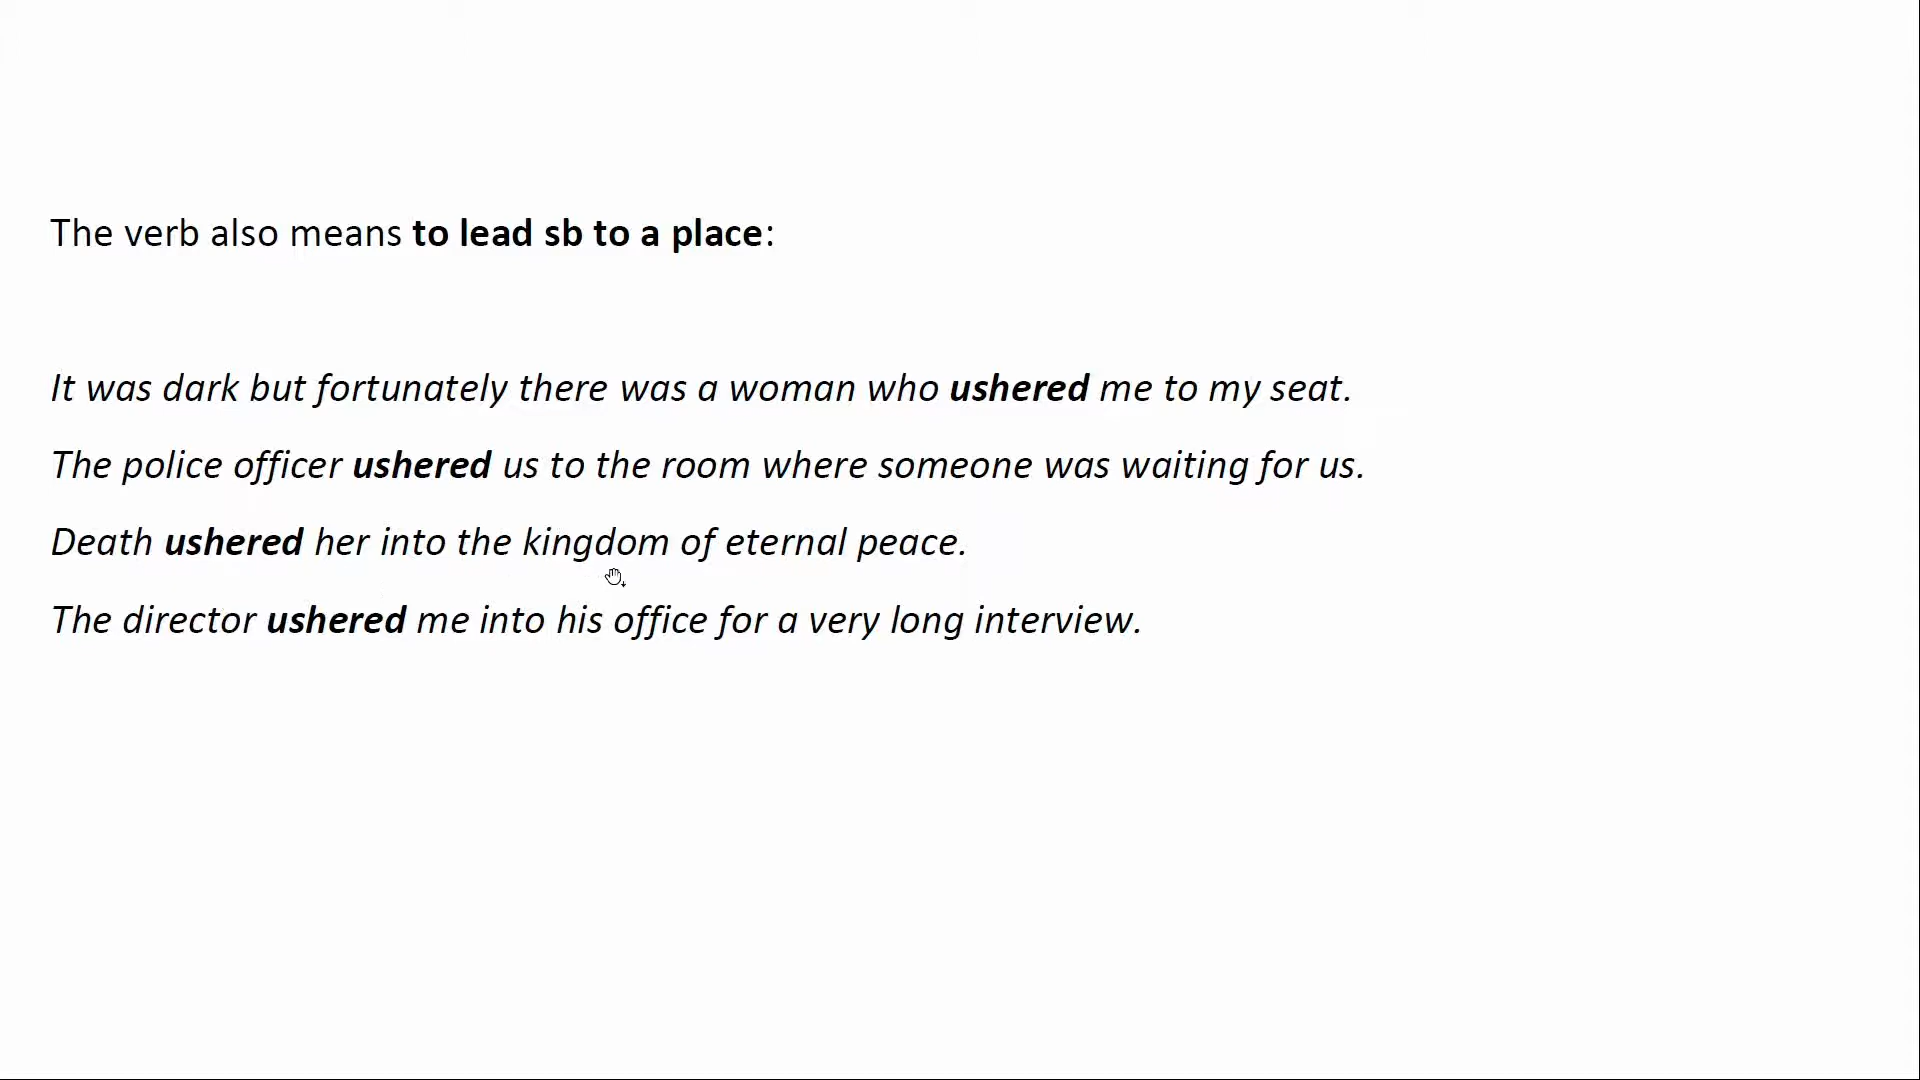 The verb also means to lead sb to a place:
It was dark but fortunately there was a woman who ushered me to my seat.
The police officer ushered us to the room where someone was waiting for us.
Death ushered her into the kingdom of eternal peace.
The director ushered me into his office for a very long interview.